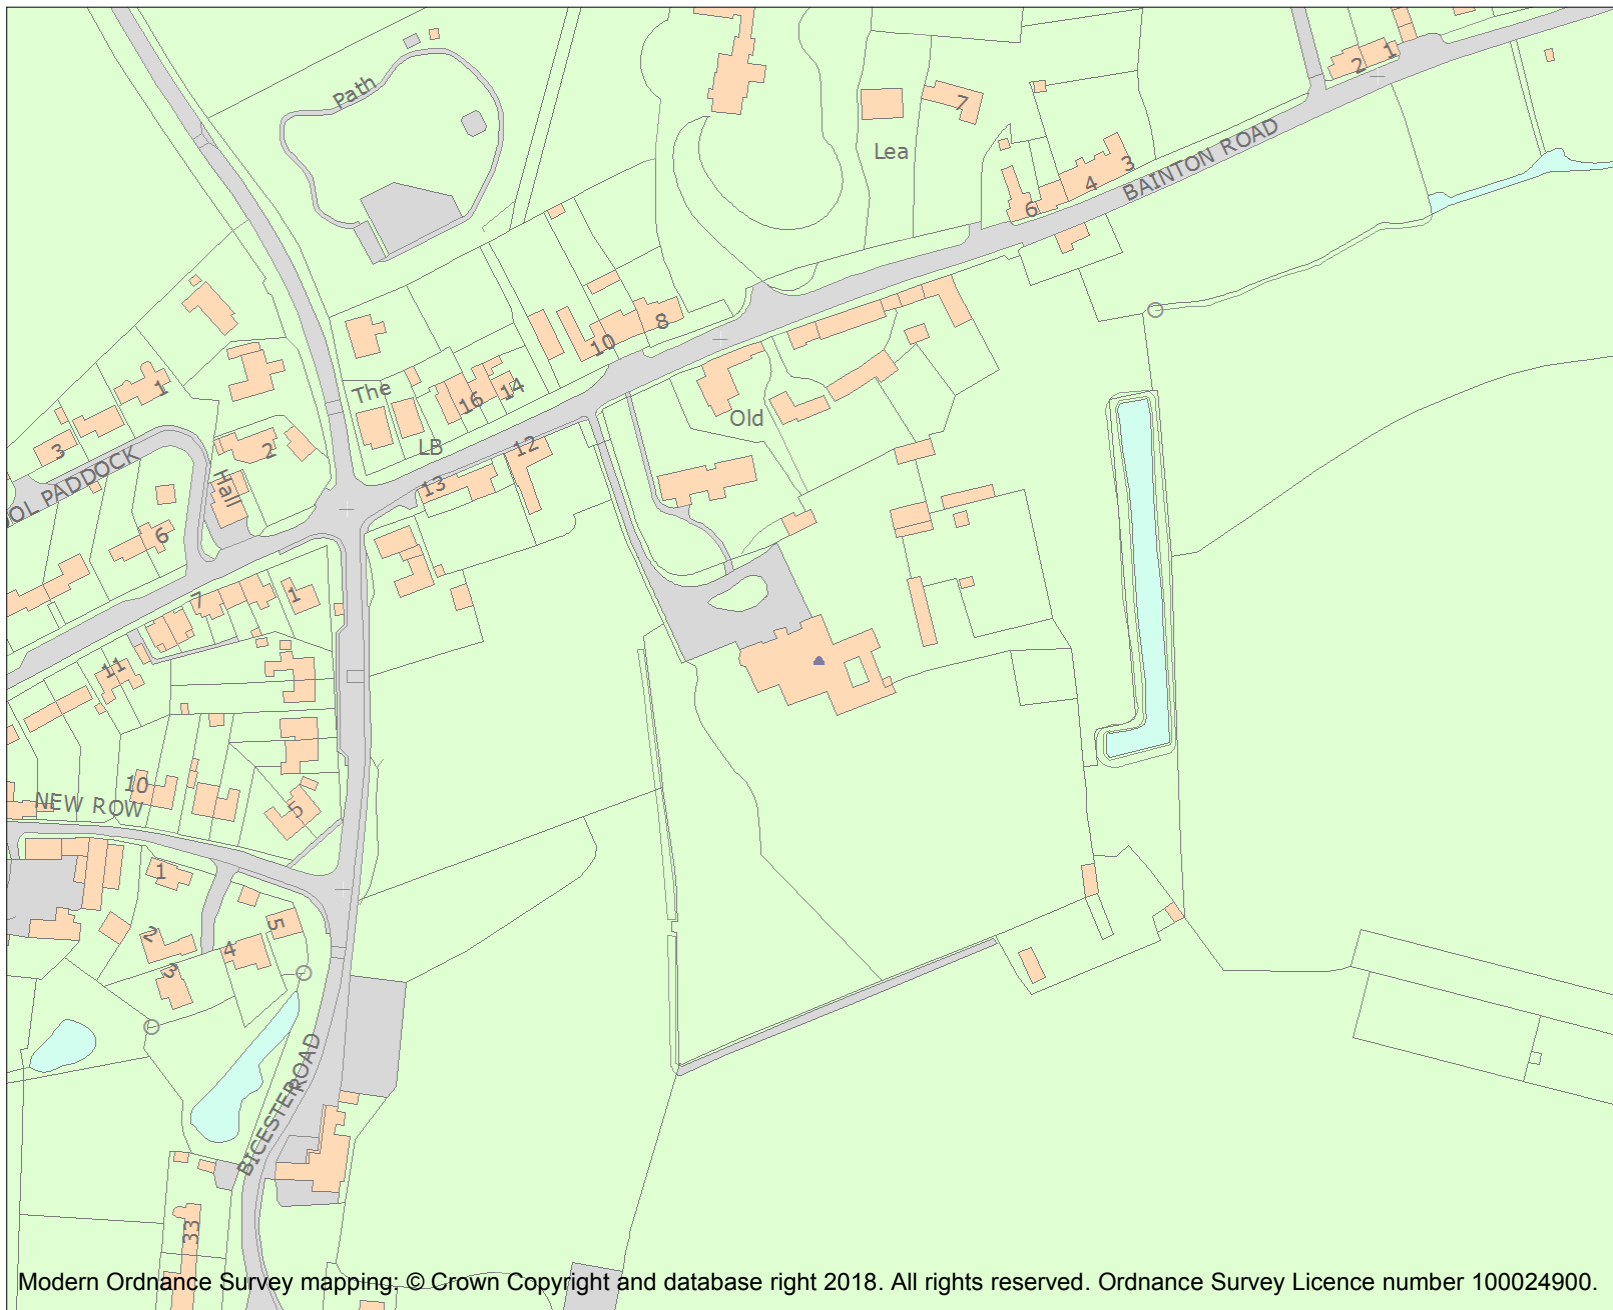 2
1
Path
7
Lea
3
4
6
BAINTON ROAD
8
10
The
16
14
1
3
2
LB
12
13
Old
OL PADDOCK
Hall
6
7
1
11
10
NEW ROW
5
1
2
3
4
5
BICESTER ROAD
33
Modern Ordnance Survey mapping: © Crown Copyright and database right 2018. All rights reserved. Ordnance Survey Licence number 100024900.